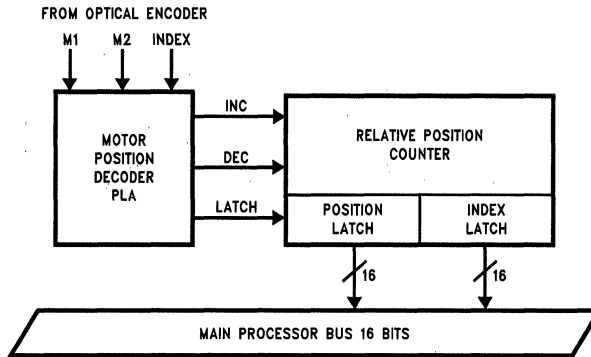 FROM OPTICAL ENCODER
M1 M2 INDEX
MOTOR
POSITION
DECODER
PLA
INC
DEC
LATCH
RELATIVE POSITION
COUNTER
POSITION
LATCH
INDEX
LATCH
16
16
MAIN PROCESSOR BUS 16 BITS